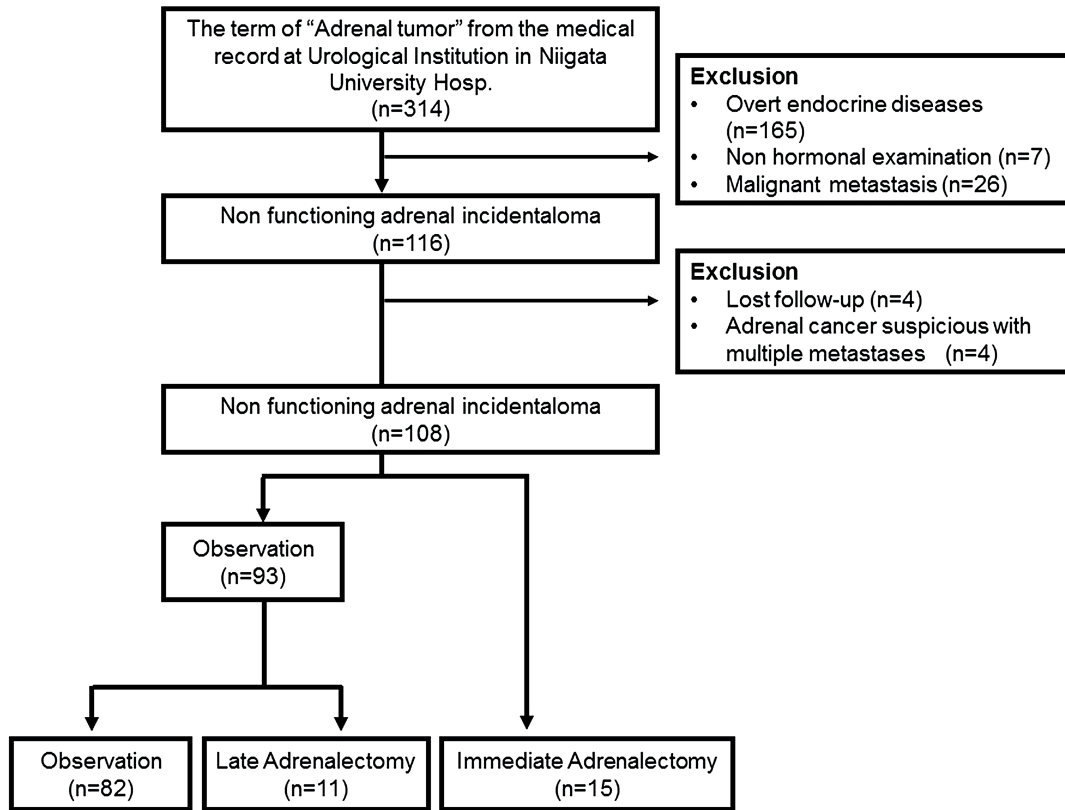 The term of “Adrenal tumor” from the medical
record at Urological Institution in Niigata
University Hosp.
(n=314)
Exclusion
• Overt endocrine diseases
(n=165)
• Non hormonal examination (n=7)
• Malignant metastasis (n=26)
Non functioning adrenal incidentaloma
(n=116)
Exclusion
• Lost follow-up (n=4)
• Adrenal cancer suspicious with
multiple metastases (n=4)
Non functioning adrenal incidentaloma
(n=108)
Observation
(n=93)
Observation
(n=82)
Late Adrenalectomy
(n=11)
Immediate Adrenalectomy
(n=15)